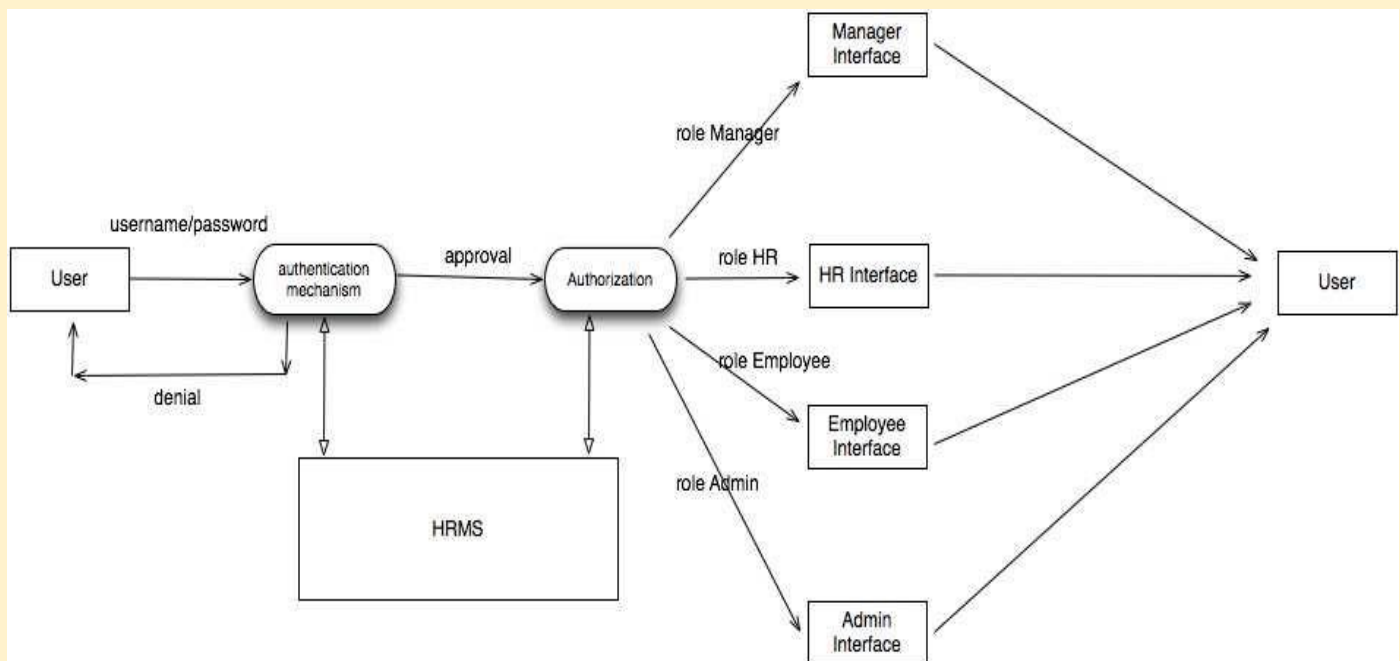 Manager
Interface
role Manager
username/password
User
authentication
mechanism
approval
Authorization
role HR
HR Interface
User
role Employee
denial
Employee
Interface
role Admin
HRMS
Admin
Interface